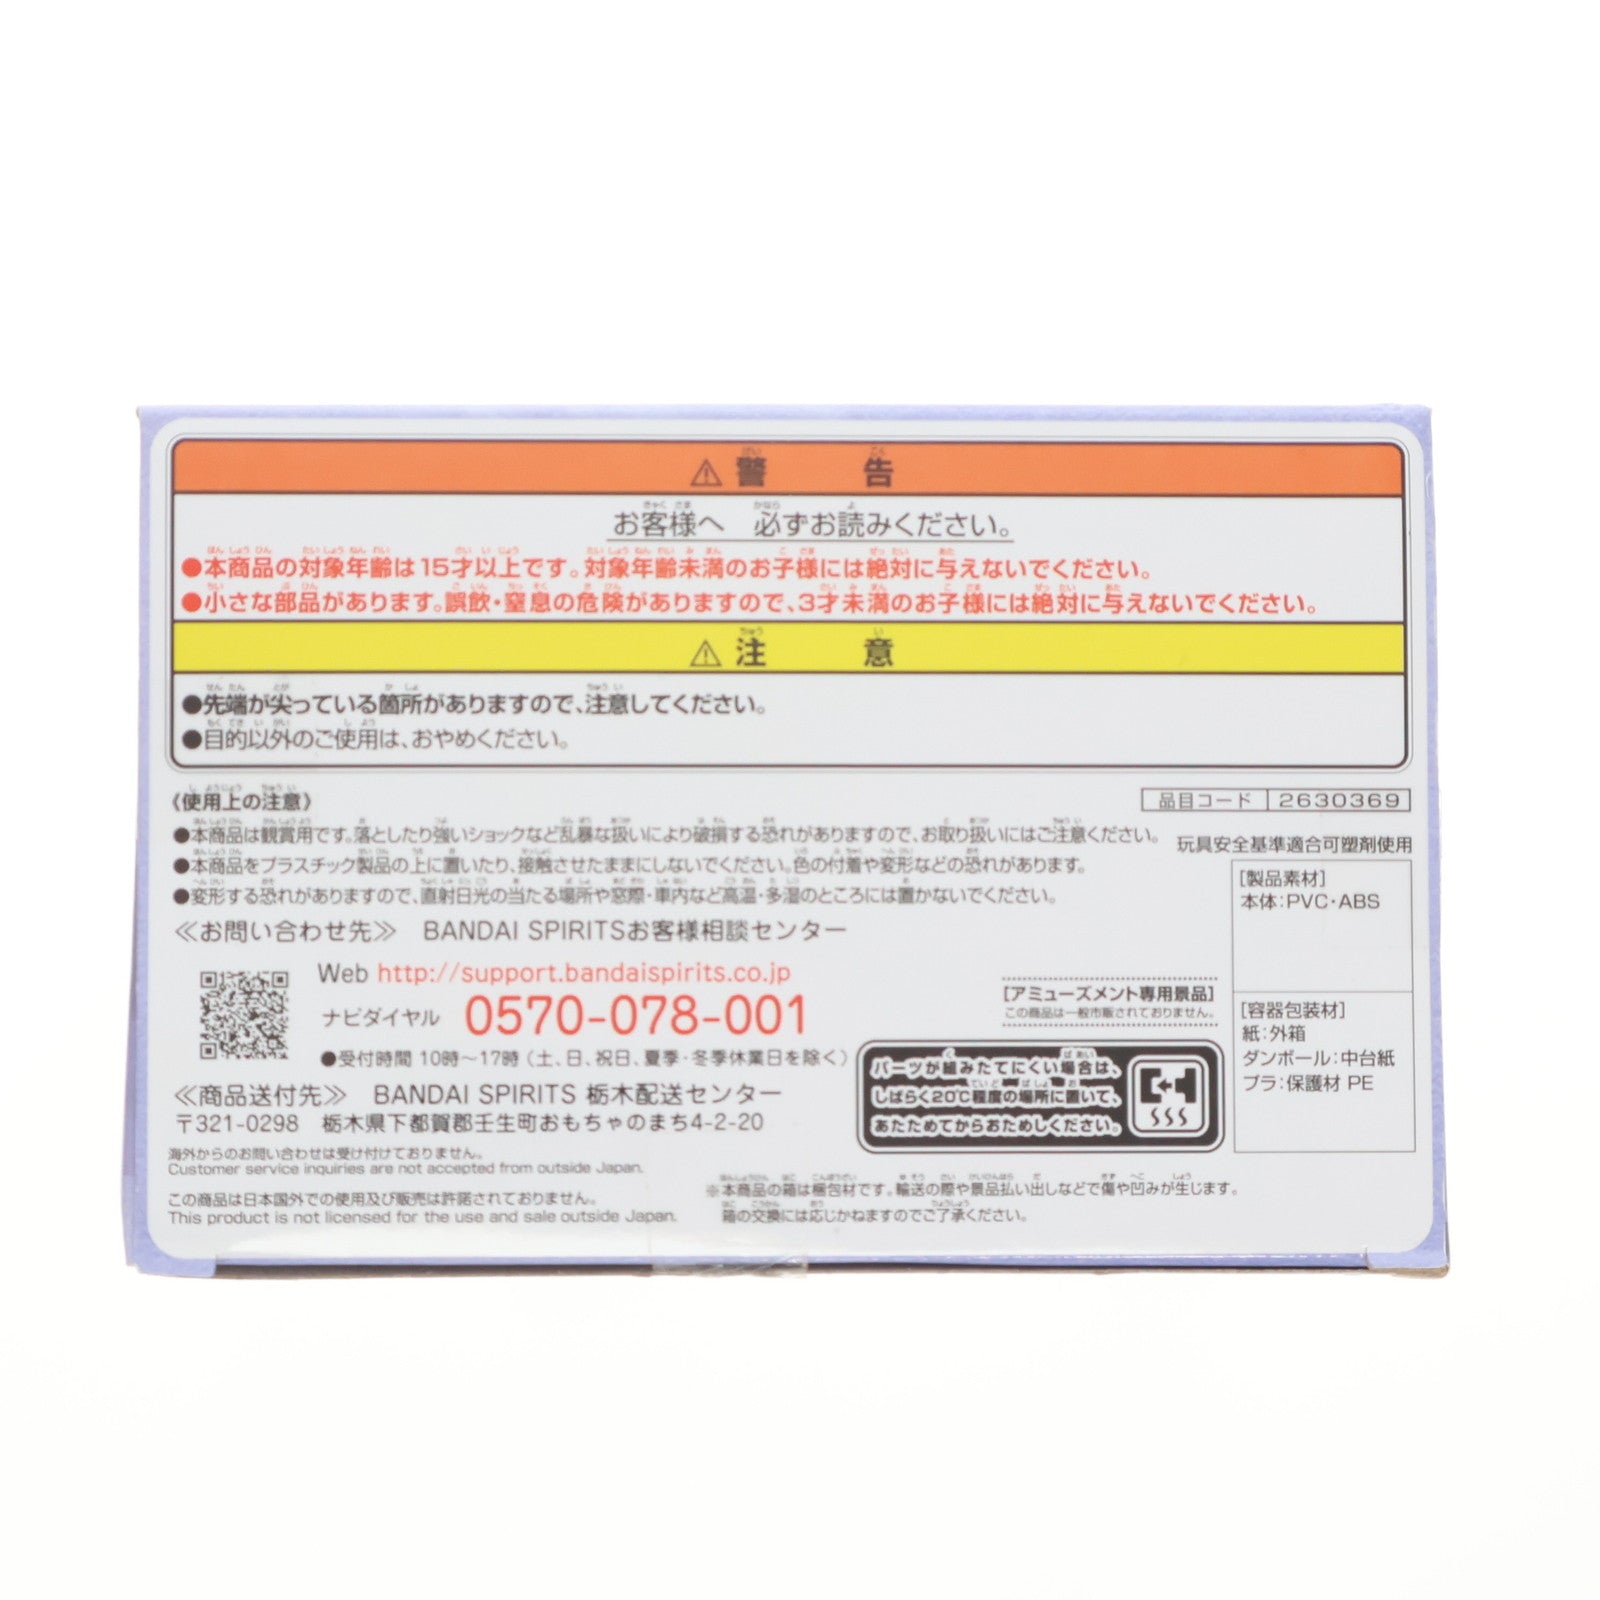 ⚠警告
お客様へ 必ずお読みください。
●本商品の対象年齢は15才以上です。対象年齢未満のお子様には絶対に与えないでください。
●小さな部品があります。誤飲・窒息の危険がありますので、3才未満のお子様には絶対に与えないでください。
⚠注意
●先端が尖っている箇所がありますので、注意してください。
●目的以外のご使用は、おやめください。
《使用上の注意》
品目コード 2630369
●本商品は観賞用です。落としたり強いショックなど乱暴な扱いにより破損する恐れがありますので、お取り扱いにはご注意ください。
●本商品をプラスチック製品の上に置いたり、接触させたままにしないでください。色の付着や変形などの恐れがあります。
●変形する恐れがありますので、直射日光の当たる場所や窓際・車内など高温・多湿のところには置かないでください。
玩具安全基準適合可塑剤使用
[製品素材]
本体:PVC・ABS
[容器包装材]
紙:外箱
ダンボール:中台紙
プラ:保護材 PE
≪お問い合わせ先≫ BANDAI SPIRITSお客様相談センター
Web http://support.bandaispirits.co.jp
ナビダイヤル 0570-078-001
●受付時間 10時～17時(土、日、祝日、夏季・冬季休業日を除く)
[アミューズメント専用景品]
この商品は一般市販されておりません。
パーツが組みたてにくい場合は、
しばらく20℃程度の場所に置いて、
あたためてからおためしください。
≪商品送付先≫ BANDAI SPIRITS 栃木配送センター
〒321-0298 栃木県下都賀郡壬生町おもちゃのまち4-2-20
海外からのお問い合わせは受け付けておりません。
Customer service inquiries are not accepted from outside Japan.
この商品は日本国外での使用及び販売は許諾されておりません。
This product is not licensed for the use and sale outside Japan.
※本商品の箱は梱包材です。輸送の際や景品払い出しなどで傷や凹みが生じます。
箱の交換には応じかねますのでご了承ください。